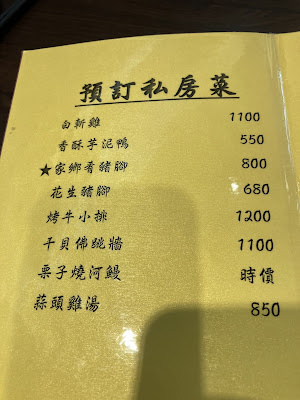 預訂私房菜
白斬雞 1100
香酥芋泥鴨 550
★家鄉肴豬腳 800
花生豬腳 680
烤牛小排 1200
干貝佛跳牆 1100
栗子燒河鰻 時價
蒜頭雞湯 850